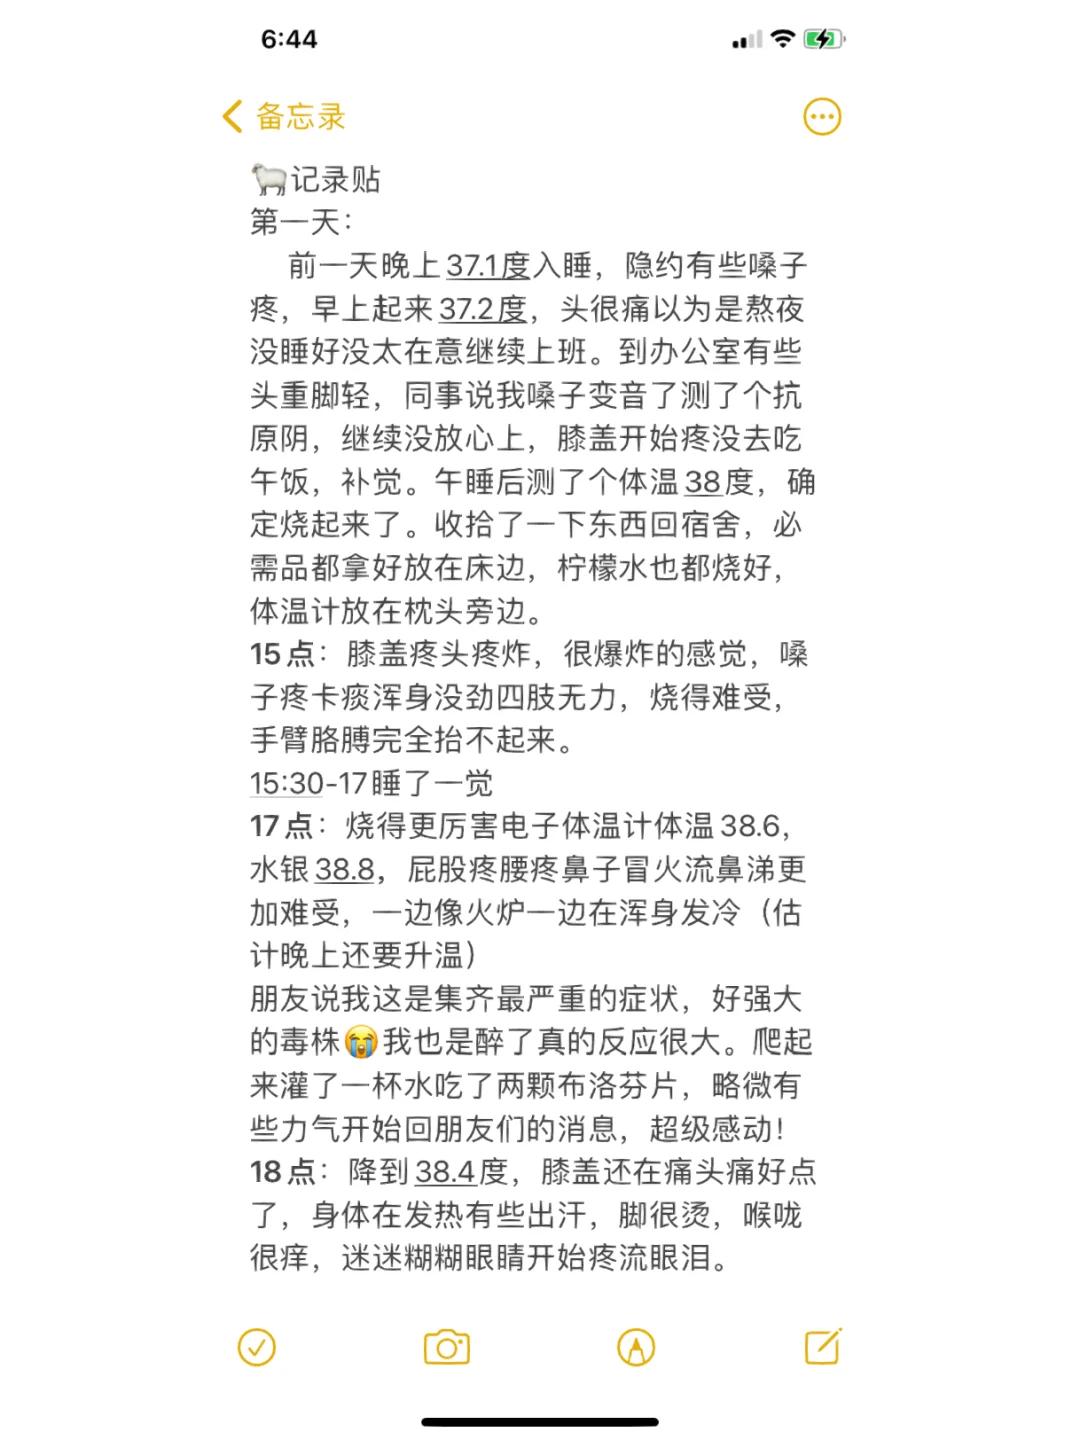 6:44
备忘录
🐑记录贴
第一天：
前一天晚上37.1度入睡，隐约有些嗓子
疼，早上起来37.2度，头很痛以为是熬夜
没睡好没太在意继续上班。到办公室有些
头重脚轻，同事说我嗓子变音了测了个抗
原阴，继续没放心上，膝盖开始疼没去吃
午饭，补觉。午睡后测了个体温38度，确
定烧起来了。收拾了一下东西回宿舍，必
需品都拿好放在床边，柠檬水也都烧好，
体温计放在枕头旁边。
15点：膝盖疼头疼炸，很爆炸的感觉，嗓
子疼卡痰浑身没劲四肢无力，烧得难受，
手臂胳膊完全抬不起来。
15:30-17睡了一觉
17点：烧得更厉害电子体温计体温38.6，
水银38.8，屁股疼腰疼鼻子冒火流鼻涕更
加难受，一边像火炉一边在浑身发冷（估
计晚上还要升温）
朋友说我这是集齐最严重的症状，好强大
的毒株😭我也是醉了真的反应很大。爬起
来灌了一杯水吃了两颗布洛芬片，略微有
些力气开始回朋友们的消息，超级感动！
18点：降到38.4度，膝盖还在痛头痛好点
了，身体在发热有些出汗，脚很烫，喉咙
很痒，迷迷糊糊眼睛开始疼流眼泪。